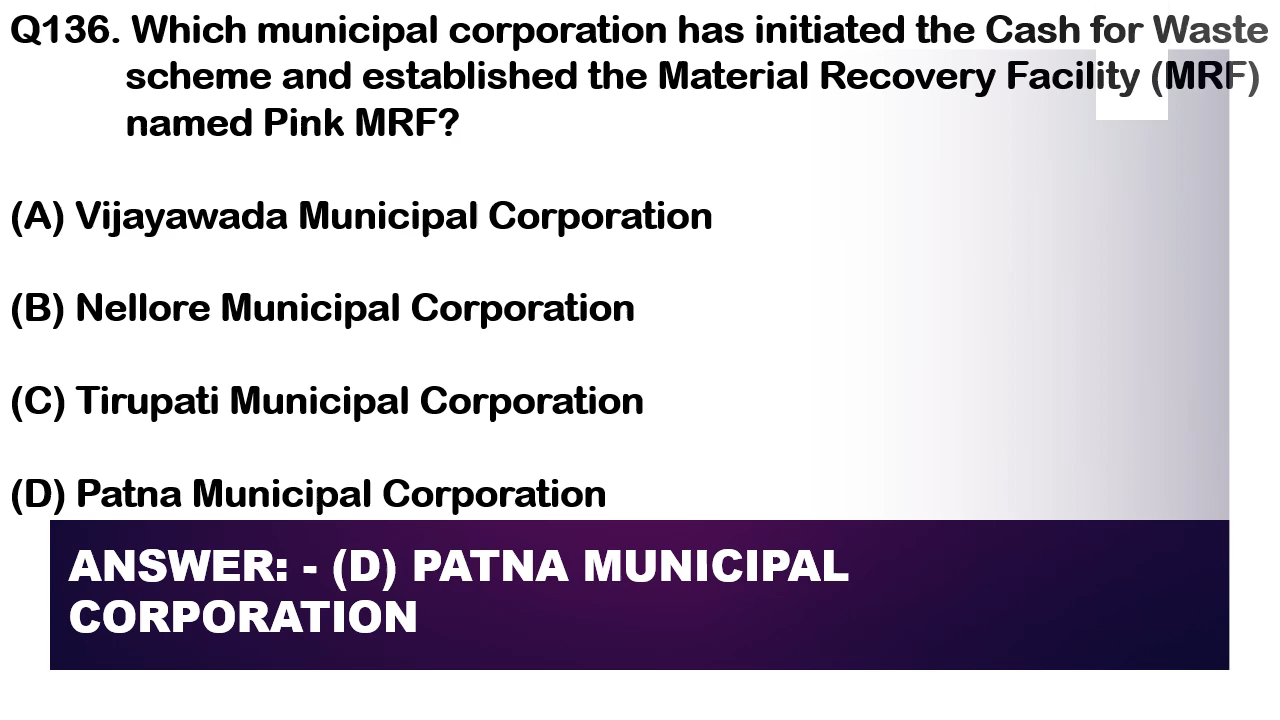 Q136. Which municipal corporation has initiated the Cash for Waste
scheme and established the Material Recovery Facility (MRF)
named Pink MRF?
(A) Vijayawada Municipal Corporation
(B) Nellore Municipal Corporation
(C) Tirupati Municipal Corporation
(D) Patna Municipal Corporation
ANSWER: - (D) PATNA MUNICIPAL
CORPORATION